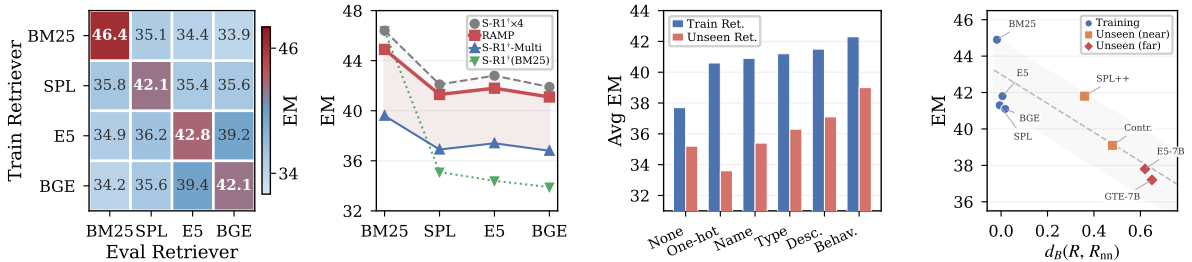 Train Retriever
BM25
SPL
E5
BGE
46.4 35.1 34.4 33.9
35.8 42.1 35.4 35.6
34.9 36.2 42.8 39.2
34.2 35.6 39.4 42.1
BM25 SPL E5 BGE
Eval Retriever
46
34
EM
EM
44
40
36
32
48
S-R1†×4
RAMP
S-R1†-Multi
S-R1†(BM25)
BM25 SPL E5 BGE
Avg EM
44
42
40
38
36
34
32
Train Ret.
Unseen Ret.
None
One-hot
Name
Type
Desc.
Behav.
EM
46
44
42
40
38
36
Training
Unseen (near)
Unseen (far)
BM25
E5
BGE
SPL
SPL++
Contr.
E5-7B
GTE-7B
0.0 0.2 0.4 0.6
d_B(R, R_nn)